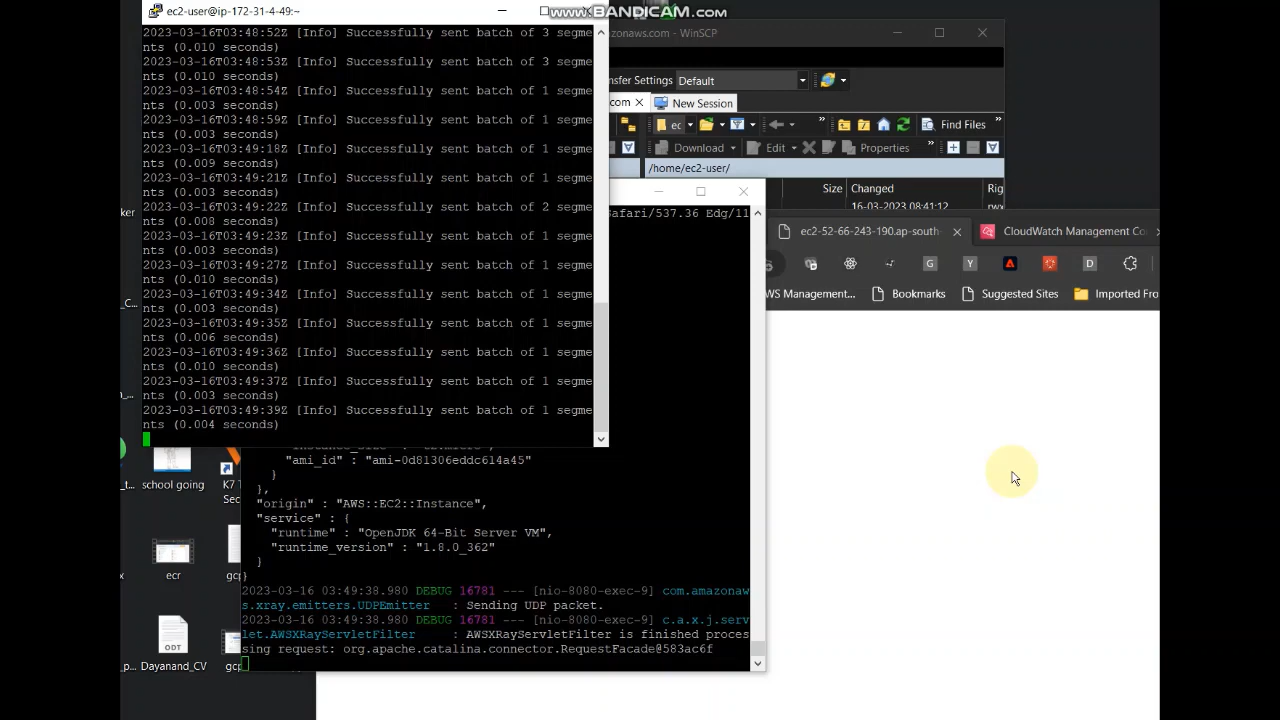 ec2-user@ip-172-31-4-49:~
www.BANDICAM.com
2023-03-16T03:48:52Z [Info] Successfully sent batch of 3 segme
nts (0.010 seconds)
2023-03-16T03:48:53Z [Info] Successfully sent batch of 3 segme
nts (0.010 seconds)
2023-03-16T03:48:54Z [Info] Successfully sent batch of 1 segme
nts (0.003 seconds)
2023-03-16T03:48:59Z [Info] Successfully sent batch of 1 segme
nts (0.003 seconds)
2023-03-16T03:49:18Z [Info] Successfully sent batch of 1 segme
nts (0.009 seconds)
2023-03-16T03:49:21Z [Info] Successfully sent batch of 1 segme
nts (0.003 seconds)
2023-03-16T03:49:22Z [Info] Successfully sent batch of 2 segme
nts (0.008 seconds)
2023-03-16T03:49:23Z [Info] Successfully sent batch of 1 segme
nts (0.003 seconds)
2023-03-16T03:49:27Z [Info] Successfully sent batch of 1 segme
nts (0.010 seconds)
2023-03-16T03:49:34Z [Info] Successfully sent batch of 1 segme
nts (0.003 seconds)
2023-03-16T03:49:35Z [Info] Successfully sent batch of 1 segme
nts (0.006 seconds)
2023-03-16T03:49:36Z [Info] Successfully sent batch of 1 segme
nts (0.010 seconds)
2023-03-16T03:49:37Z [Info] Successfully sent batch of 1 segme
nts (0.003 seconds)
2023-03-16T03:49:39Z [Info] Successfully sent batch of 1 segme
nts (0.004 seconds)
zonaws.com - WinSCP
nsfer Settings Default
com New Session
ec Find Files
Download Edit Properties
/home/ec2-user/
Size Changed Rig
16-03-2023 08:41:12 rwx
afari/537.36 Edg/11
ec2-52-66-243-190.ap-south- CloudWatch Management Co
G Y D
WS Management... Bookmarks Suggested Sites Imported Fro
"ami_id" : "ami-0d81306eddc614a45"
}
},
"origin" : "AWS::EC2::Instance",
"service" : {
"runtime" : "OpenJDK 64-Bit Server VM",
"runtime_version" : "1.8.0_362"
}
}
2023-03-16 03:49:38.980 DEBUG 16781 --- [nio-8080-exec-9] com.amazonaw
s.xray.emitters.UDPEmitter : Sending UDP packet.
2023-03-16 03:49:38.980 DEBUG 16781 --- [nio-8080-exec-9] c.a.x.j.serv
let.AWSXRayServletFilter : AWSXRayServletFilter is finished proces
sing request: org.apache.catalina.connector.RequestFacade@583ac6f
ker
_C...
a_...
school going
K7 T
Sec
_t...
ecr
gcp
x
ODT
Dayanand_CV
gcp
_p...